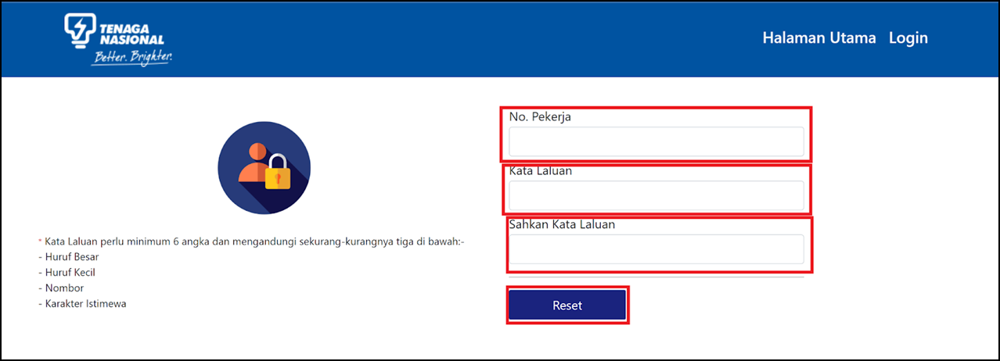 TENAGA
NASIONAL
Better. Brighter.
Halaman Utama Login
No. Pekerja
Kata Laluan
Sahkan Kata Laluan
Reset
* Kata Laluan perlu minimum 6 angka dan mengandungi sekurang-kurangnya tiga di bawah:-
- Huruf Besar
- Huruf Kecil
- Nombor
- Karakter Istimewa